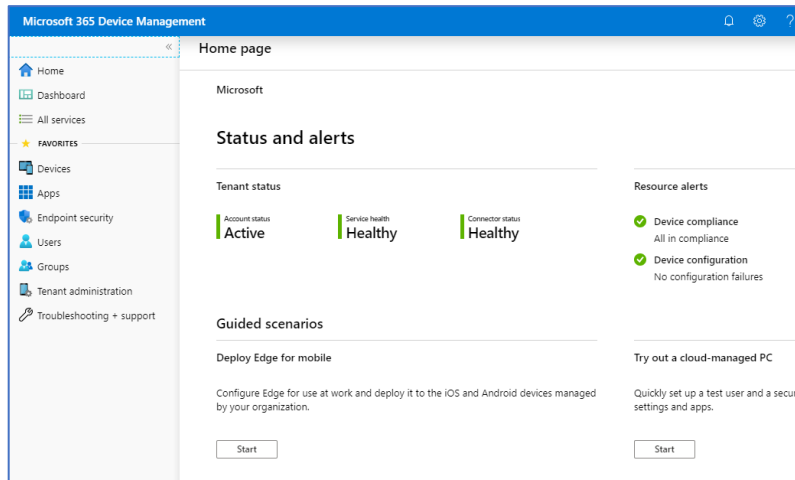 Microsoft 365 Device Management
?
«
Home page
Home
Dashboard
All services
FAVORITES
Devices
Apps
Endpoint security
Users
Groups
Tenant administration
Troubleshooting + support
Microsoft
Status and alerts
Tenant status
Account status
Active
Service health
Healthy
Connector status
Healthy
Resource alerts
Device compliance
All in compliance
Device configuration
No configuration failures
Guided scenarios
Deploy Edge for mobile
Configure Edge for use at work and deploy it to the iOS and Android devices managed
by your organization.
Start
Try out a cloud-managed PC
Quickly set up a test user and a secu
settings and apps.
Start